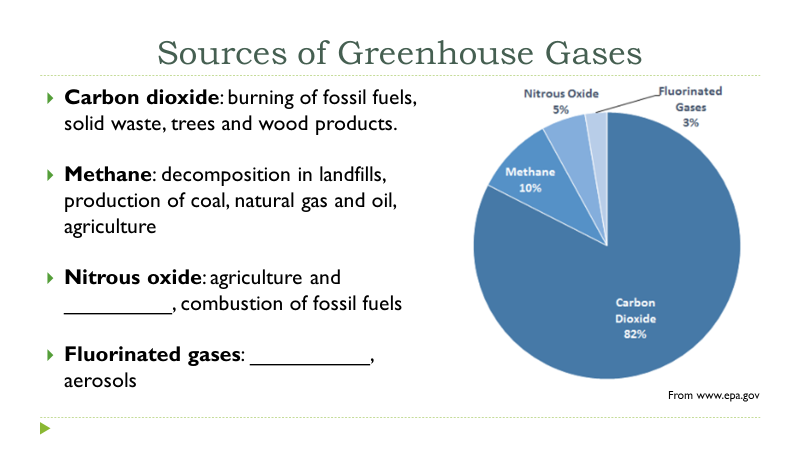 Sources of Greenhouse Gases
Carbon dioxide: burning of fossil fuels,
solid waste, trees and wood products.
Methane: decomposition in landfills,
production of coal, natural gas and oil,
agriculture
Nitrous oxide: agriculture and
__________, combustion of fossil fuels
Fluorinated gases: ___________,
aerosols
Nitrous Oxide
5%
Fluorinated
Gases
3%
Methane
10%
Carbon
Dioxide
82%
From www.epa.gov